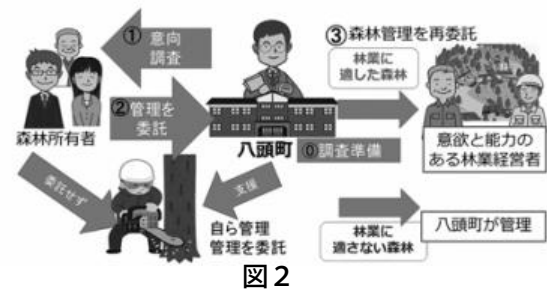 ① 意向
調査
③ 森林管理を再委託
林業に
適した森林
② 管理を
委託
森林所有者
八頭町
⓪調査準備
意欲と能力の
ある林業経営者
委託せず
支援
自ら管理
管理を委託
林業に
適さない森林
八頭町が管理
図2